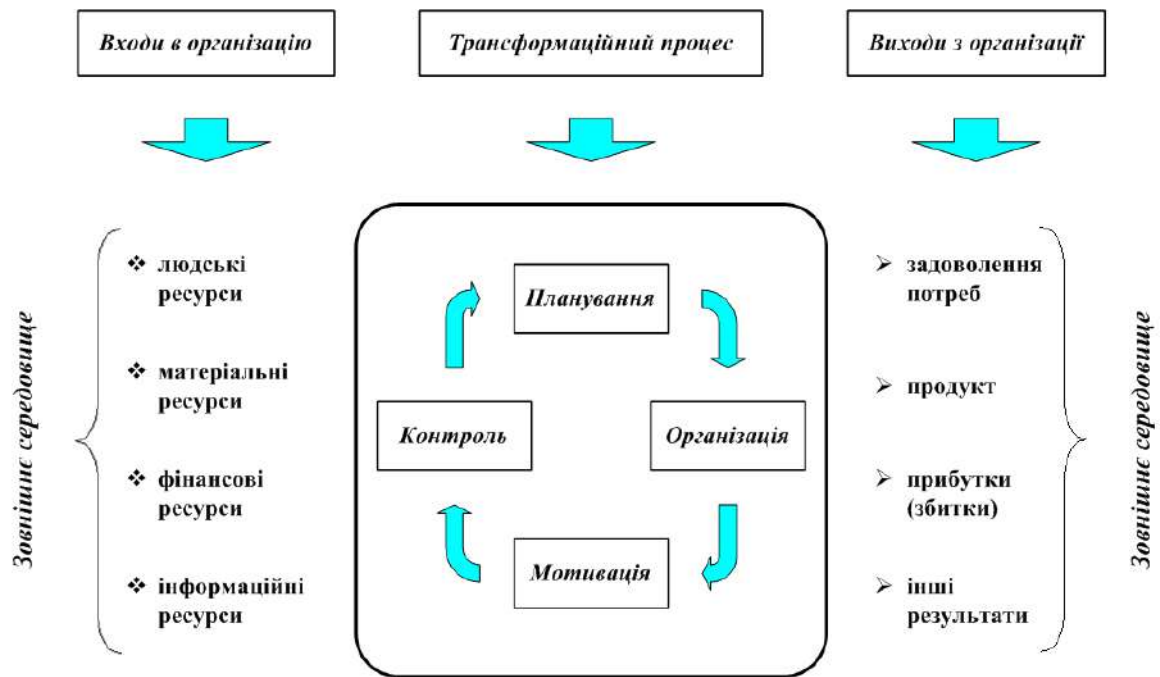 Входи в організацію
Трансформаційний процес
Виходи з організації
Зовнішнє середовище
людські
ресурси
матеріальні
ресурси
фінансові
ресурси
інформаційні
ресурси
Планування
Контроль
Організація
Мотивація
задоволення
потреб
продукт
прибутки
(збитки)
інші
результати
Зовнішнє середовище